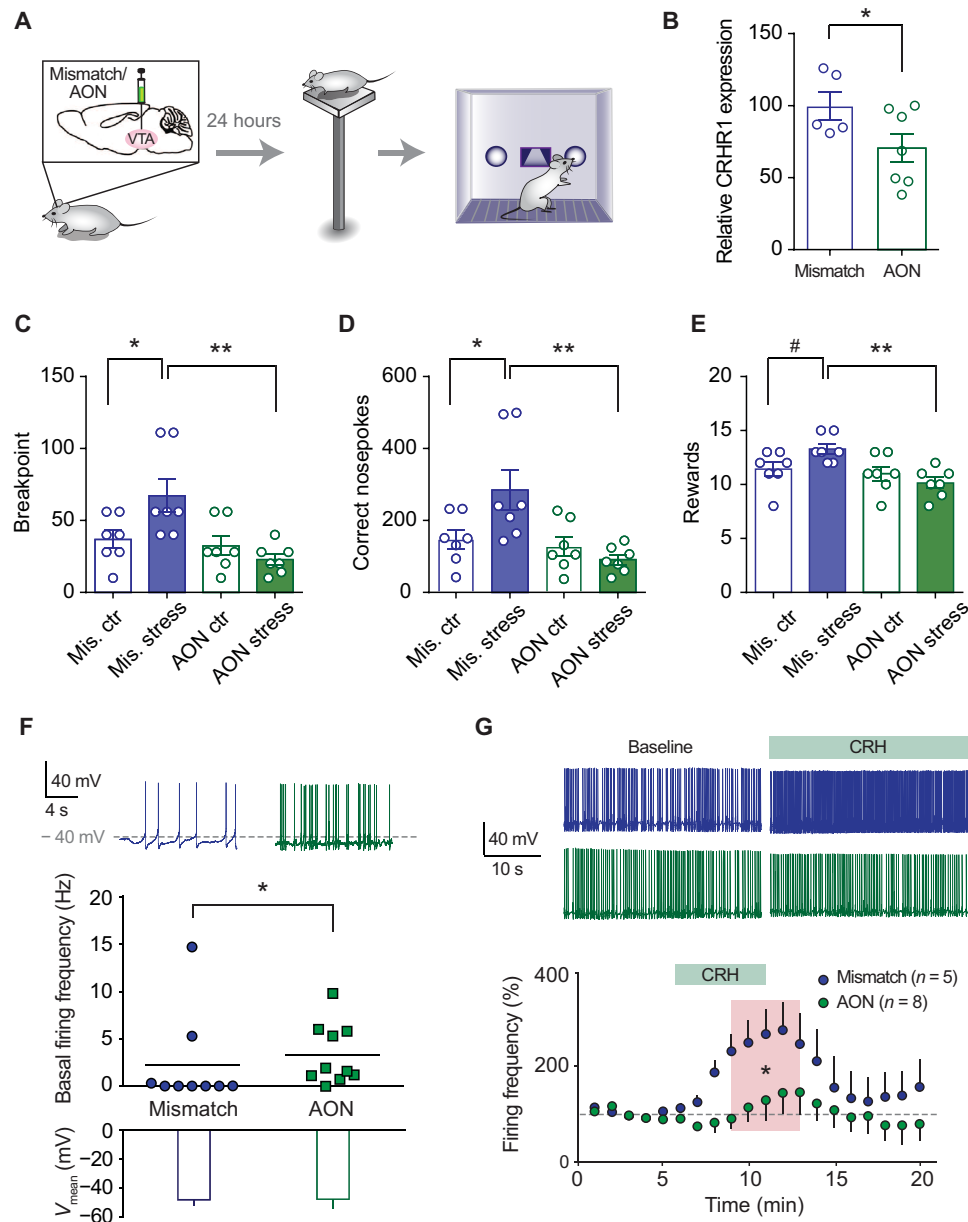 A
Mismatch/
AON
VTA
24 hours
B
*
Relative CRHR1 expression
150
100
50
0
Mismatch
AON
C
*
**
Breakpoint
150
100
50
0
Mis. ctr
Mis. stress
AON ctr
AON stress
D
*
**
Correct nosepokes
600
400
200
0
Mis. ctr
Mis. stress
AON ctr
AON stress
E
#
**
Rewards
20
15
10
5
0
Mis. ctr
Mis. stress
AON ctr
AON stress
F
40 mV
4 s
– 40 mV
*
Basal firing frequency (Hz)
20
15
10
5
0
Mismatch
AON
Vmean (mV)
0
−20
−40
−60
G
Baseline
CRH
40 mV
10 s
CRH
Mismatch (n = 5)
AON (n = 8)
*
Firing frequency (%)
400
200
0
0
5
10
15
20
Time (min)